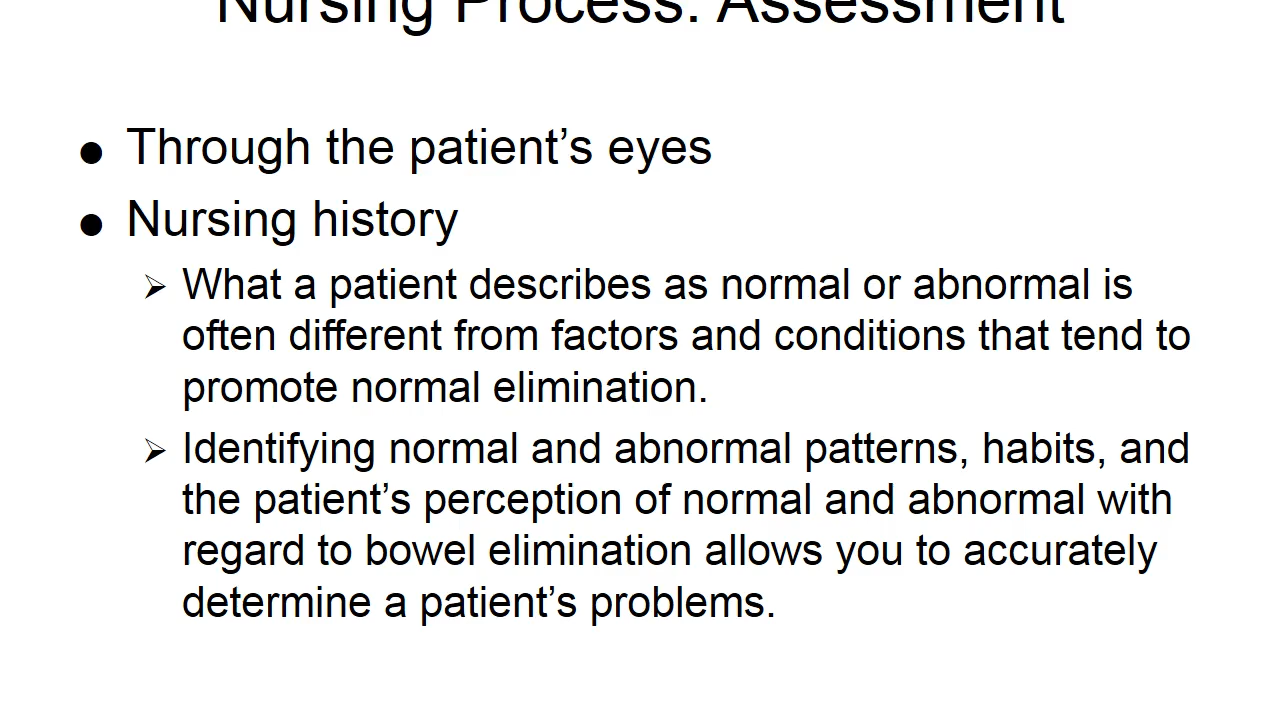 Nursing Process: Assessment
● Through the patient’s eyes
● Nursing history
➢ What a patient describes as normal or abnormal is
often different from factors and conditions that tend to
promote normal elimination.
➢ Identifying normal and abnormal patterns, habits, and
the patient’s perception of normal and abnormal with
regard to bowel elimination allows you to accurately
determine a patient’s problems.